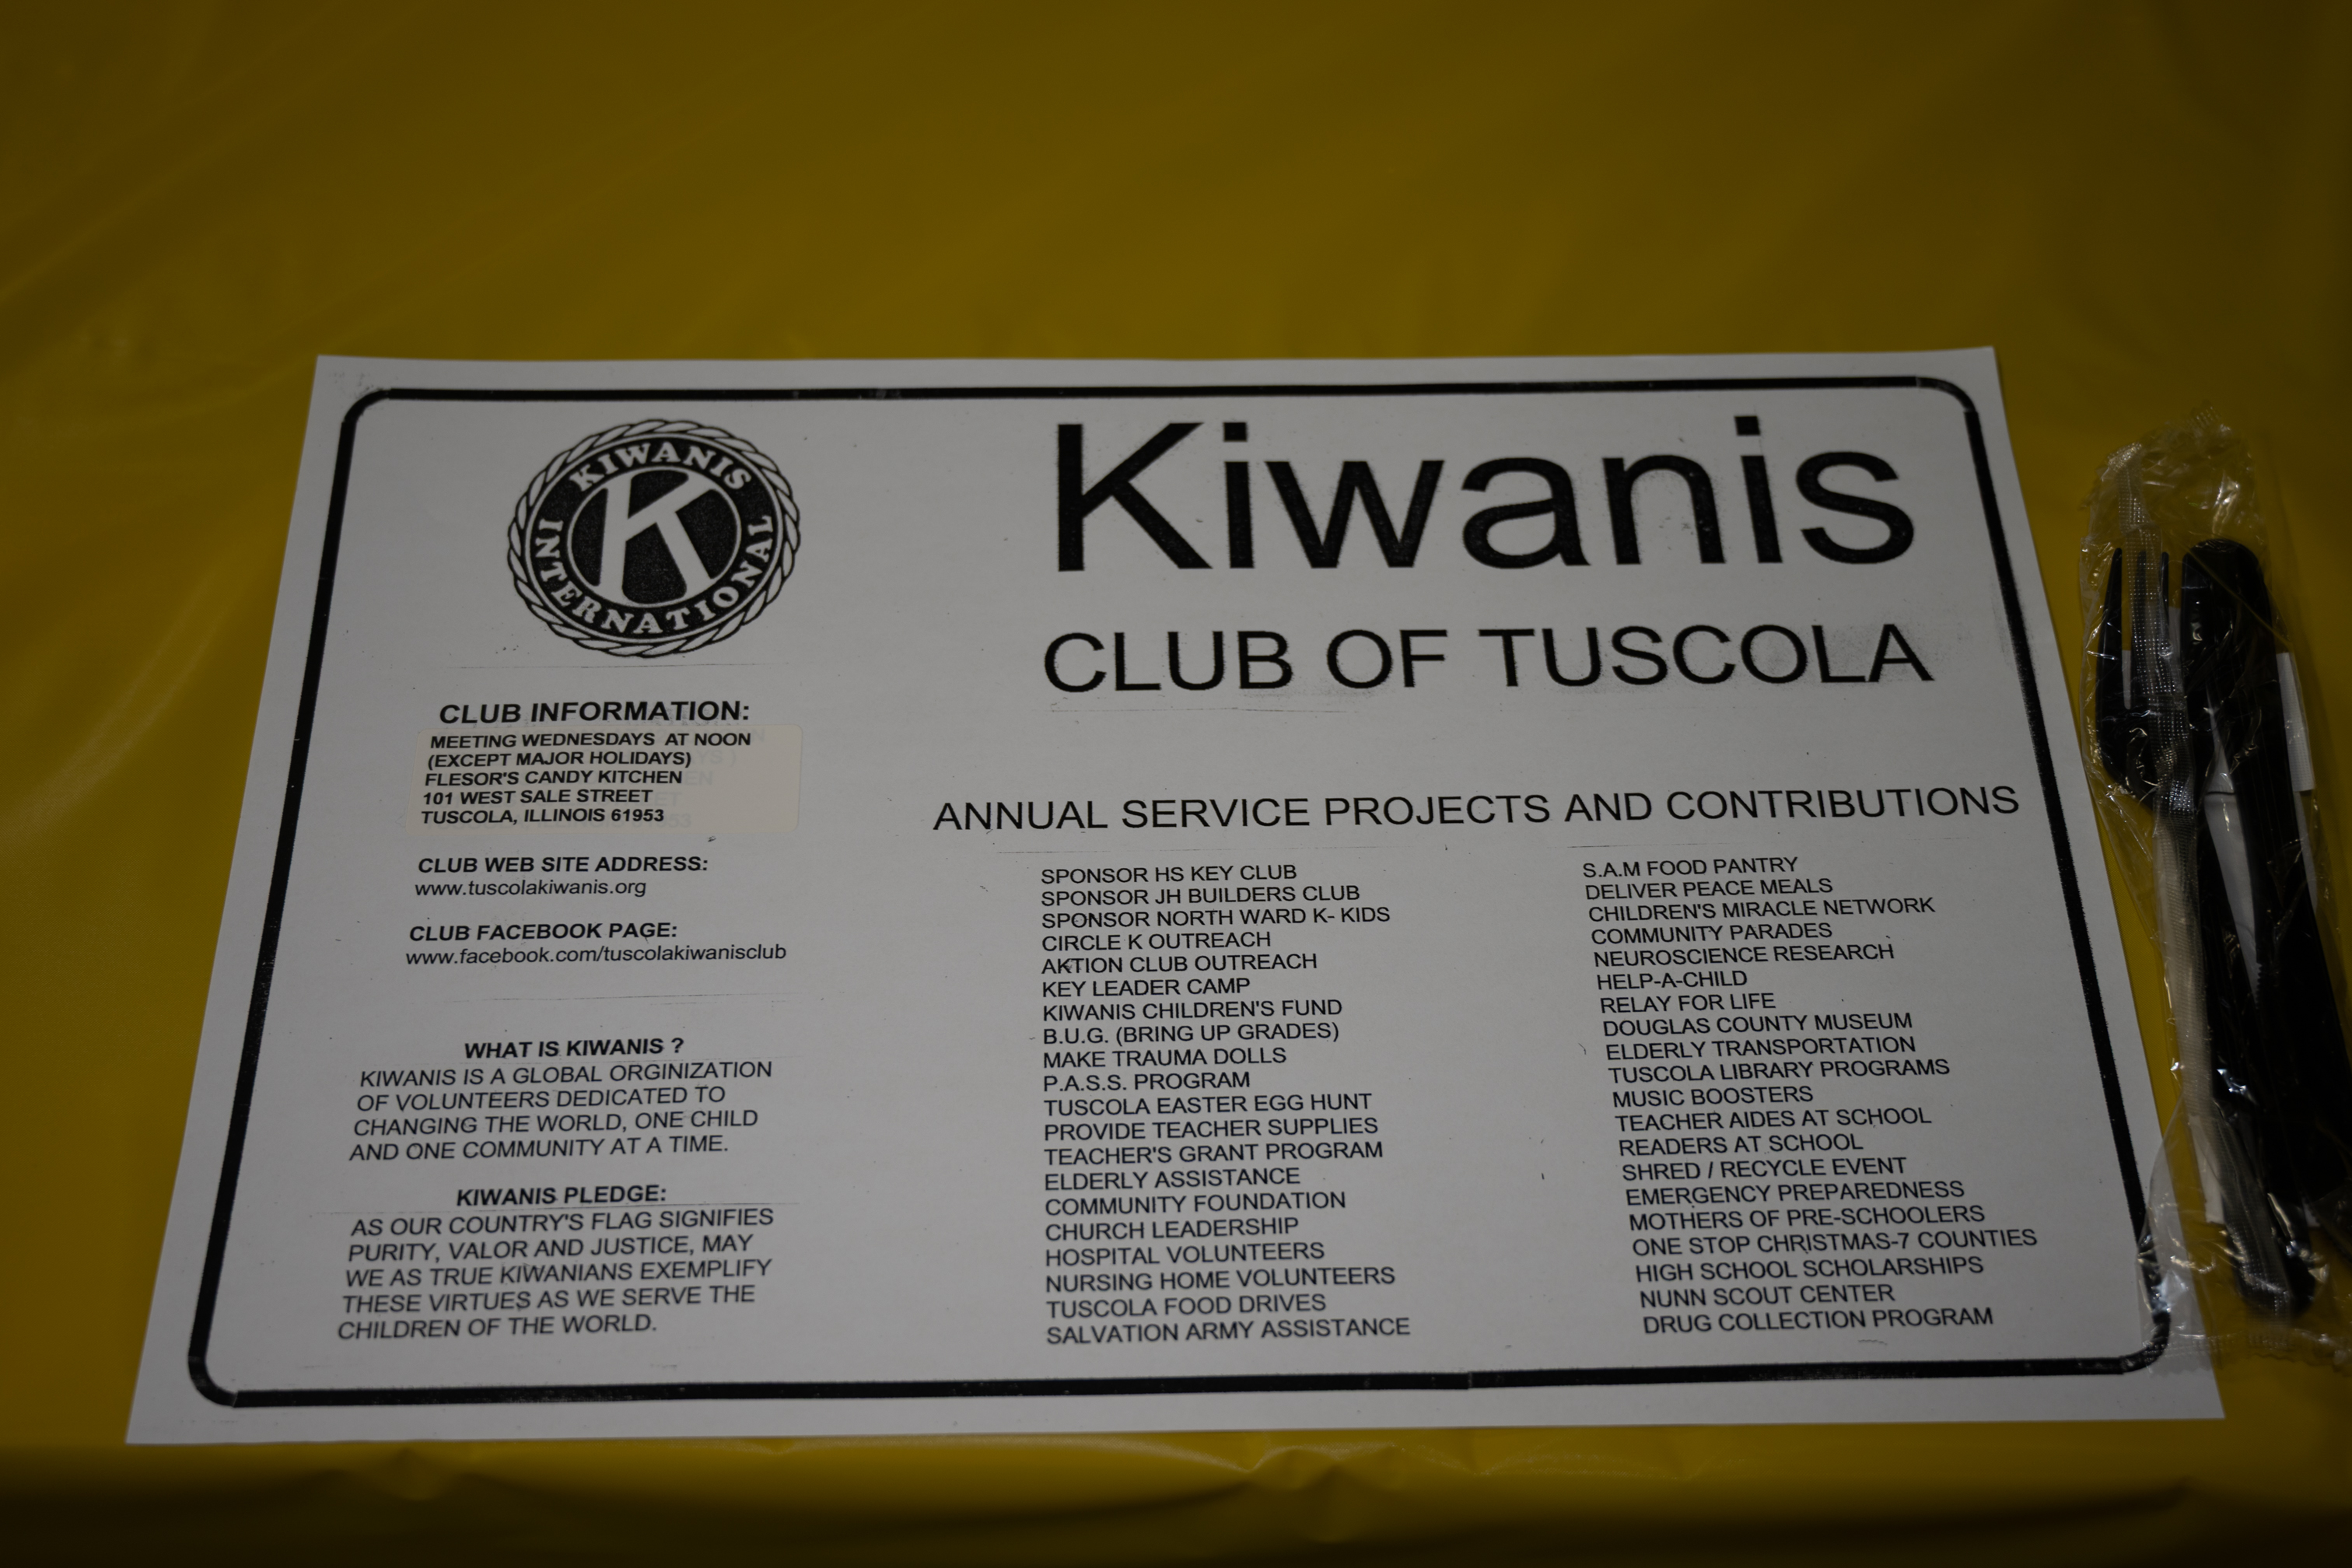 KIWANIS
K
INTERNATIONAL
Kiwanis
CLUB OF TUSCOLA
CLUB INFORMATION:
MEETING WEDNESDAYS AT NOON
(EXCEPT MAJOR HOLIDAYS)
FLESOR'S CANDY KITCHEN
101 WEST SALE STREET
TUSCOLA, ILLINOIS 61953
CLUB WEB SITE ADDRESS:
www.tuscolakiwanis.org
CLUB FACEBOOK PAGE:
www.facebook.com/tuscolakiwanisclub
WHAT IS KIWANIS ?
KIWANIS IS A GLOBAL ORGINIZATION
OF VOLUNTEERS DEDICATED TO
CHANGING THE WORLD, ONE CHILD
AND ONE COMMUNITY AT A TIME.
KIWANIS PLEDGE:
AS OUR COUNTRY'S FLAG SIGNIFIES
PURITY, VALOR AND JUSTICE, MAY
WE AS TRUE KIWANIANS EXEMPLIFY
THESE VIRTUES AS WE SERVE THE
CHILDREN OF THE WORLD.
ANNUAL SERVICE PROJECTS AND CONTRIBUTIONS
SPONSOR HS KEY CLUB
SPONSOR JH BUILDERS CLUB
SPONSOR NORTH WARD K- KIDS
CIRCLE K OUTREACH
AKTION CLUB OUTREACH
KEY LEADER CAMP
KIWANIS CHILDREN'S FUND
B.U.G. (BRING UP GRADES)
MAKE TRAUMA DOLLS
P.A.S.S. PROGRAM
TUSCOLA EASTER EGG HUNT
PROVIDE TEACHER SUPPLIES
TEACHER'S GRANT PROGRAM
ELDERLY ASSISTANCE
COMMUNITY FOUNDATION
CHURCH LEADERSHIP
HOSPITAL VOLUNTEERS
NURSING HOME VOLUNTEERS
TUSCOLA FOOD DRIVES
SALVATION ARMY ASSISTANCE
S.A.M FOOD PANTRY
DELIVER PEACE MEALS
CHILDREN'S MIRACLE NETWORK
COMMUNITY PARADES
NEUROSCIENCE RESEARCH
HELP-A-CHILD
RELAY FOR LIFE
DOUGLAS COUNTY MUSEUM
ELDERLY TRANSPORTATION
TUSCOLA LIBRARY PROGRAMS
MUSIC BOOSTERS
TEACHER AIDES AT SCHOOL
READERS AT SCHOOL
SHRED / RECYCLE EVENT
EMERGENCY PREPAREDNESS
MOTHERS OF PRE-SCHOOLERS
ONE STOP CHRISTMAS-7 COUNTIES
HIGH SCHOOL SCHOLARSHIPS
NUNN SCOUT CENTER
DRUG COLLECTION PROGRAM